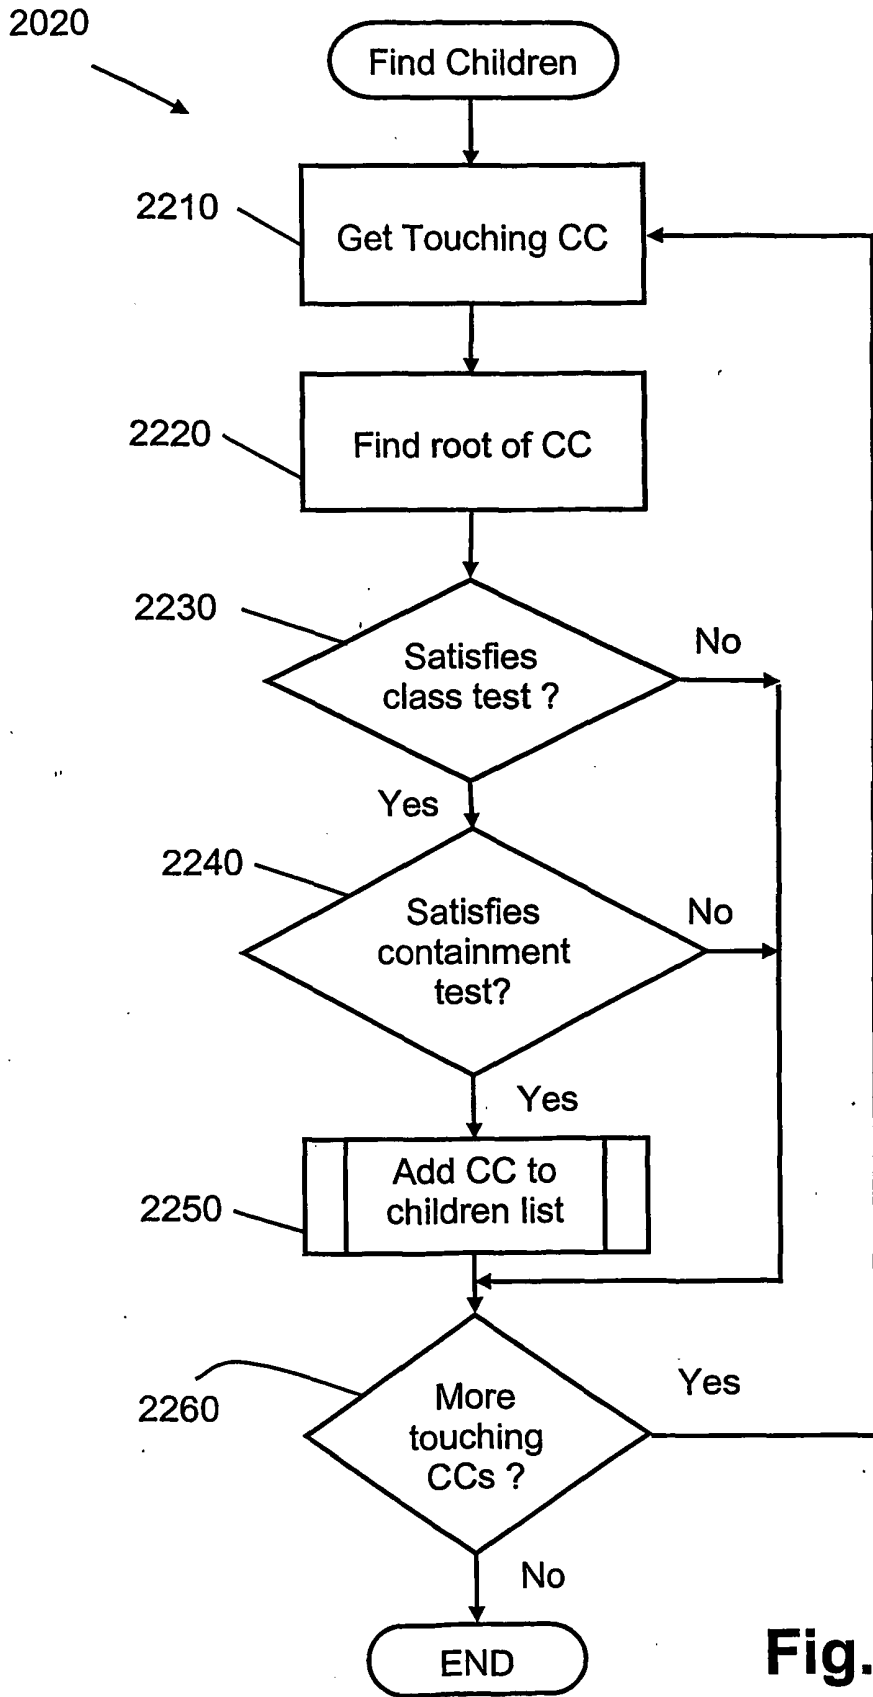 2020
Find Children
2210
Get Touching CC
2220
Find root of CC
2230
Satisfies
class test ?
No
Yes
2240
Satisfies
containment
test?
No
Yes
2250
Add CC to
children list
2260
More
touching
CCs ?
Yes
No
END
Fig.